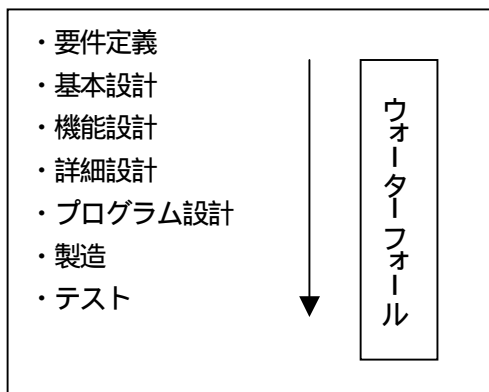 ・要件定義
・基本設計
・機能設計
・詳細設計
・プログラム設計
・製造
・テスト
ウォーターフォール